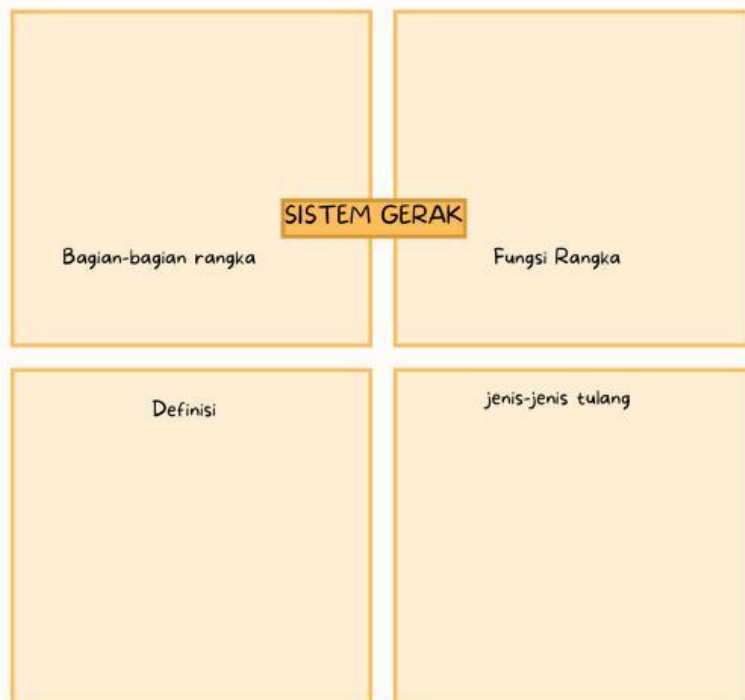 SISTEM GERAK
Bagian-bagian rangka
Fungsi Rangka
Definisi
jenis-jenis tulang